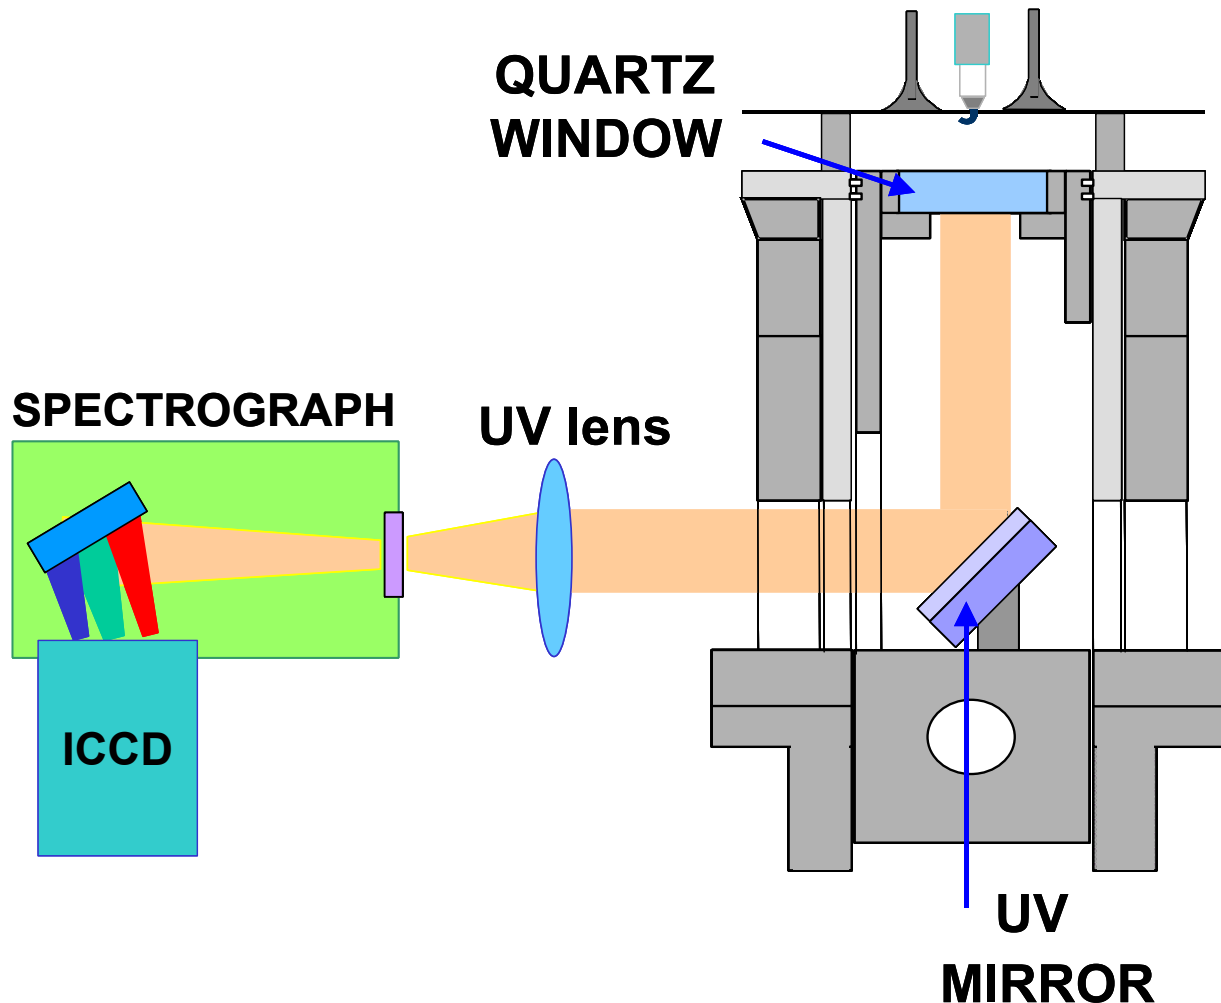 QUARTZ
WINDOW
SPECTROGRAPH
UV lens
ICCD
UV
MIRROR